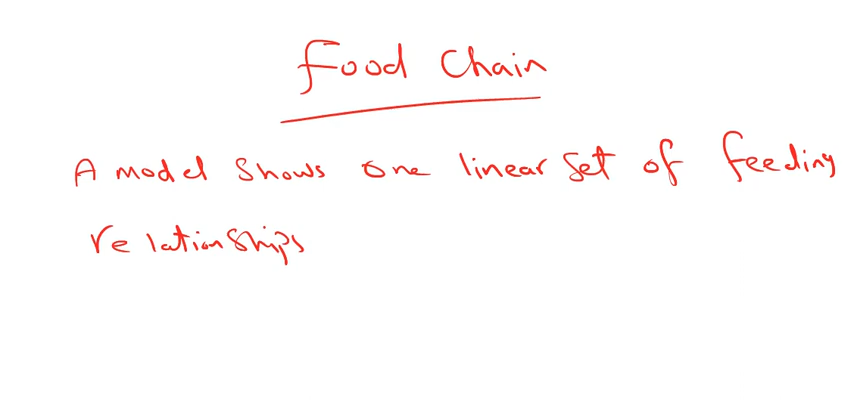 Food Chain
A model shows one linear set of feeding
relationships